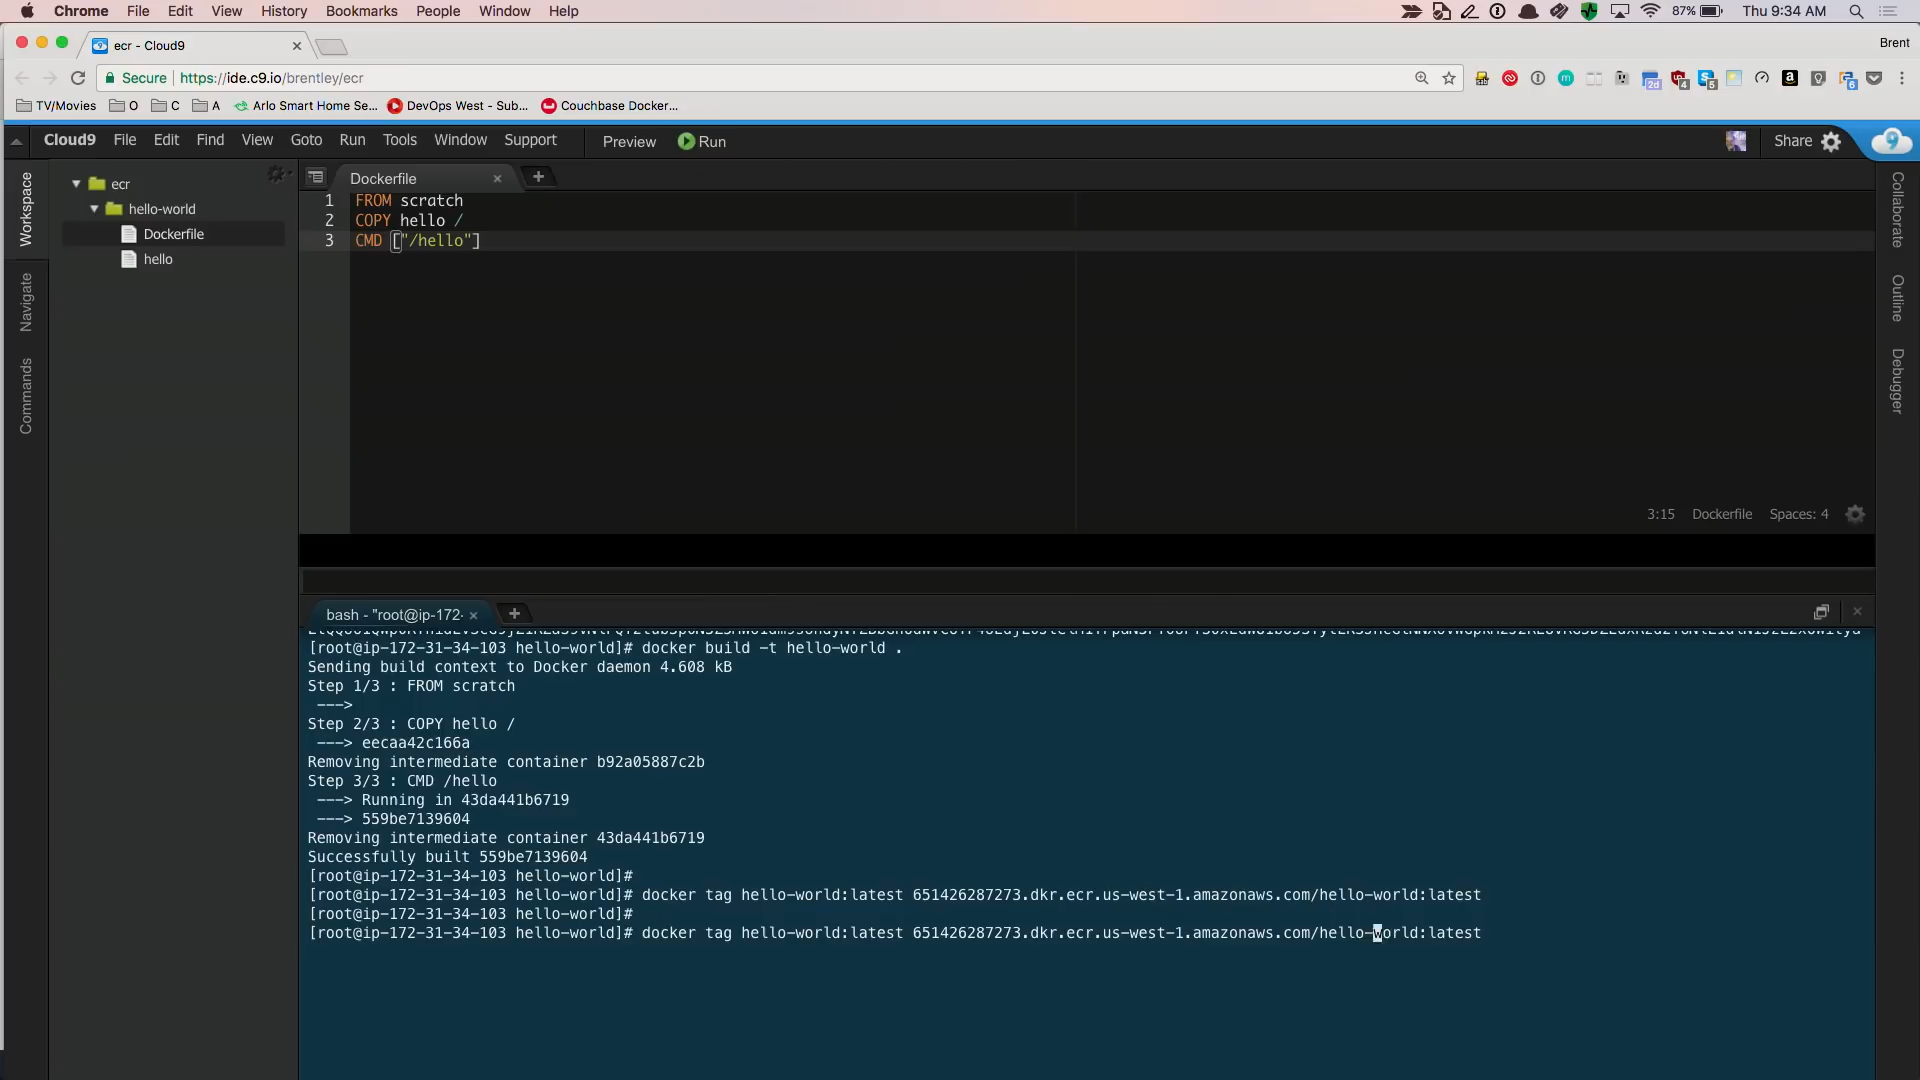 Chrome File Edit View History Bookmarks People Window Help 87% Thu 9:34 AM
ecr - Cloud9 Brent
Secure https://ide.c9.io/brentley/ecr
TV/Movies O C A Arlo Smart Home Se... DevOps West - Sub... Couchbase Docker...
Cloud9 File Edit Find View Goto Run Tools Window Support Preview Run Share
Workspace
Navigate
Commands
ecr
hello-world
Dockerfile
hello
Dockerfile
1 FROM scratch
2 COPY hello /
3 CMD ["/hello"]
3:15 Dockerfile Spaces: 4
Collaborate
Outline
Debugger
bash - "root@ip-172-
[root@ip-172-31-34-103 hello-world]# docker build -t hello-world .
Sending build context to Docker daemon 4.608 kB
Step 1/3 : FROM scratch
--->
Step 2/3 : COPY hello /
---> eecaa42c166a
Removing intermediate container b92a05887c2b
Step 3/3 : CMD /hello
---> Running in 43da441b6719
---> 559be7139604
Removing intermediate container 43da441b6719
Successfully built 559be7139604
[root@ip-172-31-34-103 hello-world]#
[root@ip-172-31-34-103 hello-world]# docker tag hello-world:latest 651426287273.dkr.ecr.us-west-1.amazonaws.com/hello-world:latest
[root@ip-172-31-34-103 hello-world]#
[root@ip-172-31-34-103 hello-world]# docker tag hello-world:latest 651426287273.dkr.ecr.us-west-1.amazonaws.com/hello-world:latest